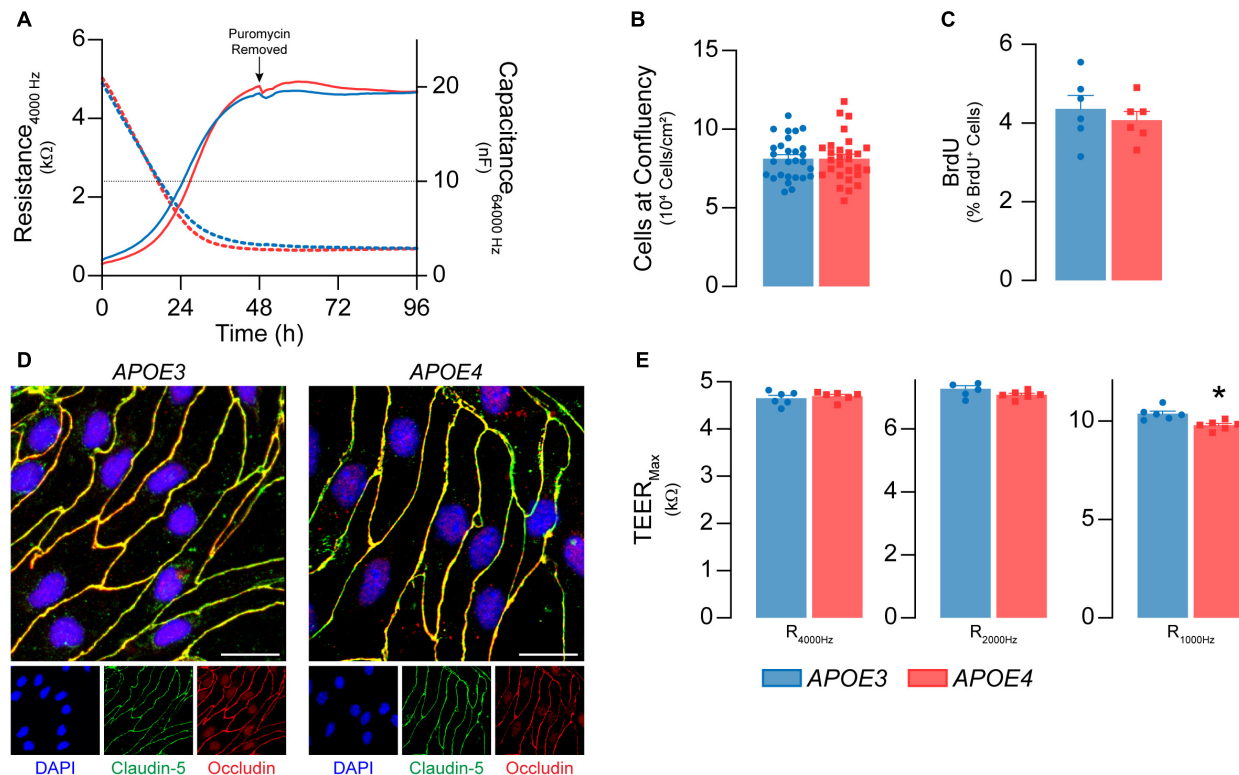 A
Puromycin
Removed
Resistance4000 Hz
(kΩ)
6
4
2
0
Capacitance64000 Hz
(nF)
20
10
0
0 24 48 72 96
Time (h)
B
Cells at Confluency
(10⁴ Cells/cm²)
15
10
5
0
C
BrdU
(% BrdU⁺ Cells)
6
4
2
0
D
APOE3 APOE4
DAPI Claudin-5 Occludin DAPI Claudin-5 Occludin
E
TEERMax
(kΩ)
5
4
3
2
1
0
R4000Hz
6
4
2
0
R2000Hz
*
10
5
0
R1000Hz
APOE3 APOE4